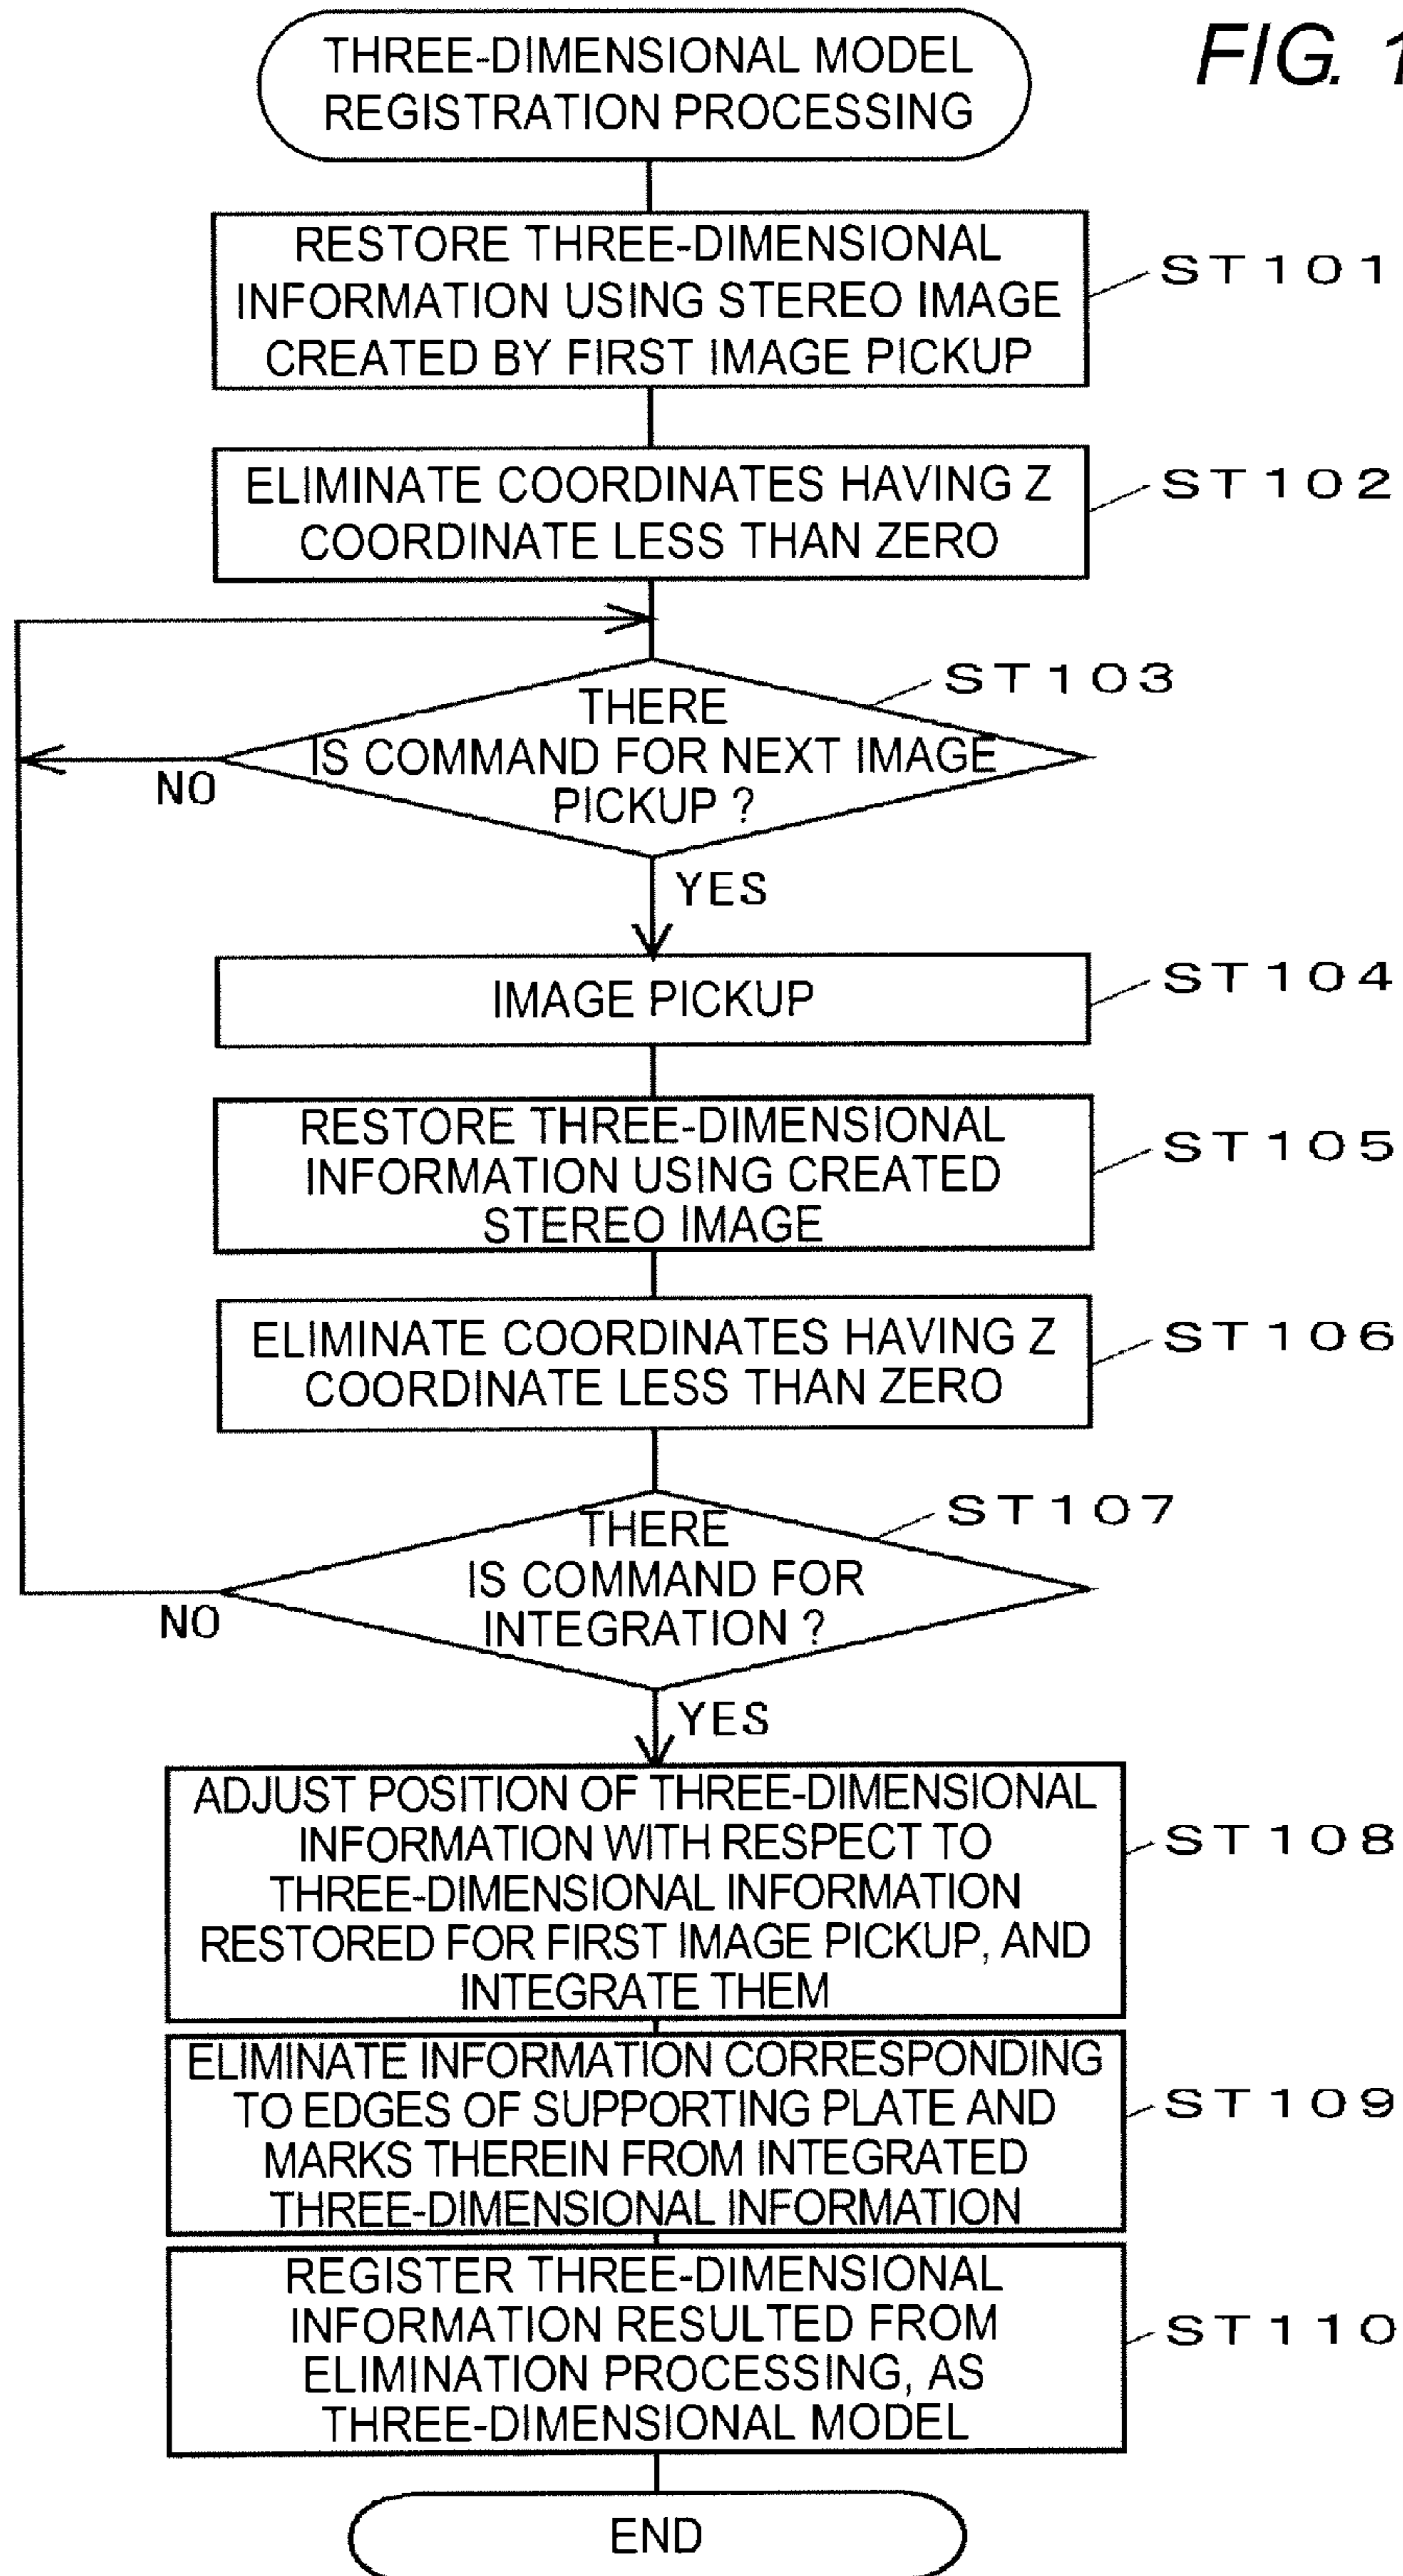 FIG. 1
THREE-DIMENSIONAL MODEL
REGISTRATION PROCESSING
RESTORE THREE-DIMENSIONAL
INFORMATION USING STEREO IMAGE
CREATED BY FIRST IMAGE PICKUP
ST101
ELIMINATE COORDINATES HAVING Z
COORDINATE LESS THAN ZERO
ST102
THERE
IS COMMAND FOR NEXT IMAGE
PICKUP ?
ST103
NO
YES
IMAGE PICKUP
ST104
RESTORE THREE-DIMENSIONAL
INFORMATION USING CREATED
STEREO IMAGE
ST105
ELIMINATE COORDINATES HAVING Z
COORDINATE LESS THAN ZERO
ST106
THERE
IS COMMAND FOR
INTEGRATION ?
ST107
NO
YES
ADJUST POSITION OF THREE-DIMENSIONAL
INFORMATION WITH RESPECT TO
THREE-DIMENSIONAL INFORMATION
RESTORED FOR FIRST IMAGE PICKUP, AND
INTEGRATE THEM
ST108
ELIMINATE INFORMATION CORRESPONDING
TO EDGES OF SUPPORTING PLATE AND
MARKS THEREIN FROM INTEGRATED
THREE-DIMENSIONAL INFORMATION
ST109
REGISTER THREE-DIMENSIONAL
INFORMATION RESULTED FROM
ELIMINATION PROCESSING, AS
THREE-DIMENSIONAL MODEL
ST110
END